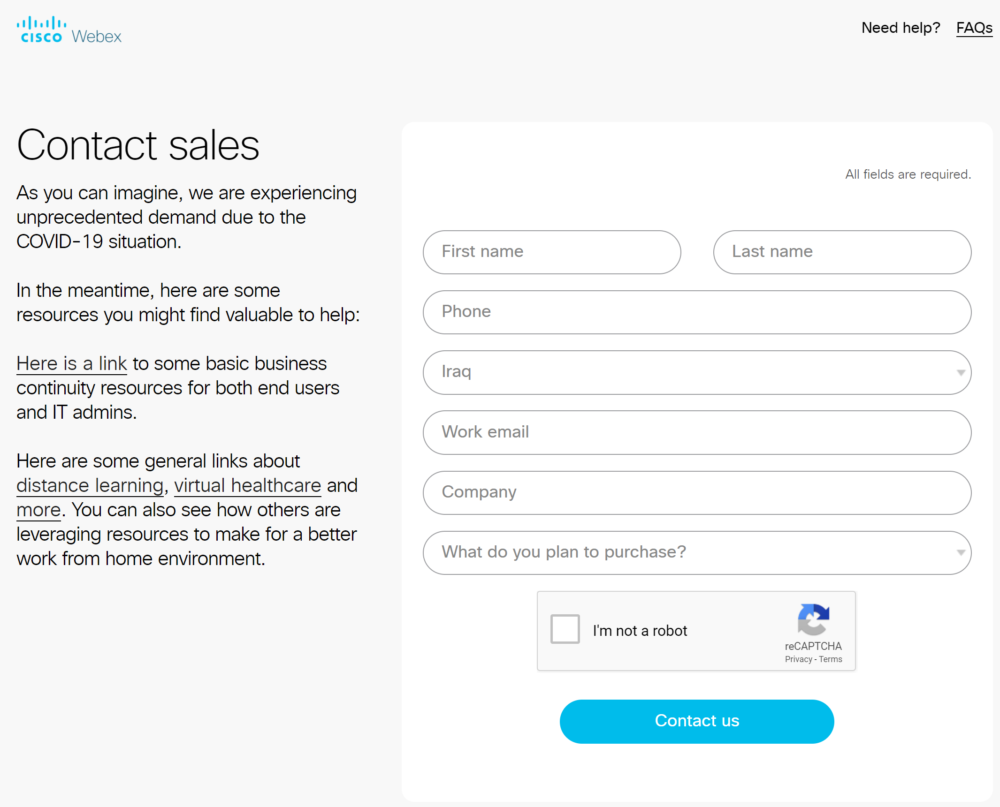 CISCO Webex
Need help? FAQs
Contact sales
As you can imagine, we are experiencing
unprecedented demand due to the
COVID-19 situation.
In the meantime, here are some
resources you might find valuable to help:
Here is a link to some basic business
continuity resources for both end users
and IT admins.
Here are some general links about
distance learning, virtual healthcare and
more. You can also see how others are
leveraging resources to make for a better
work from home environment.
All fields are required.
First name
Last name
Phone
Iraq
Work email
Company
What do you plan to purchase?
I'm not a robot
reCAPTCHA
Privacy - Terms
Contact us